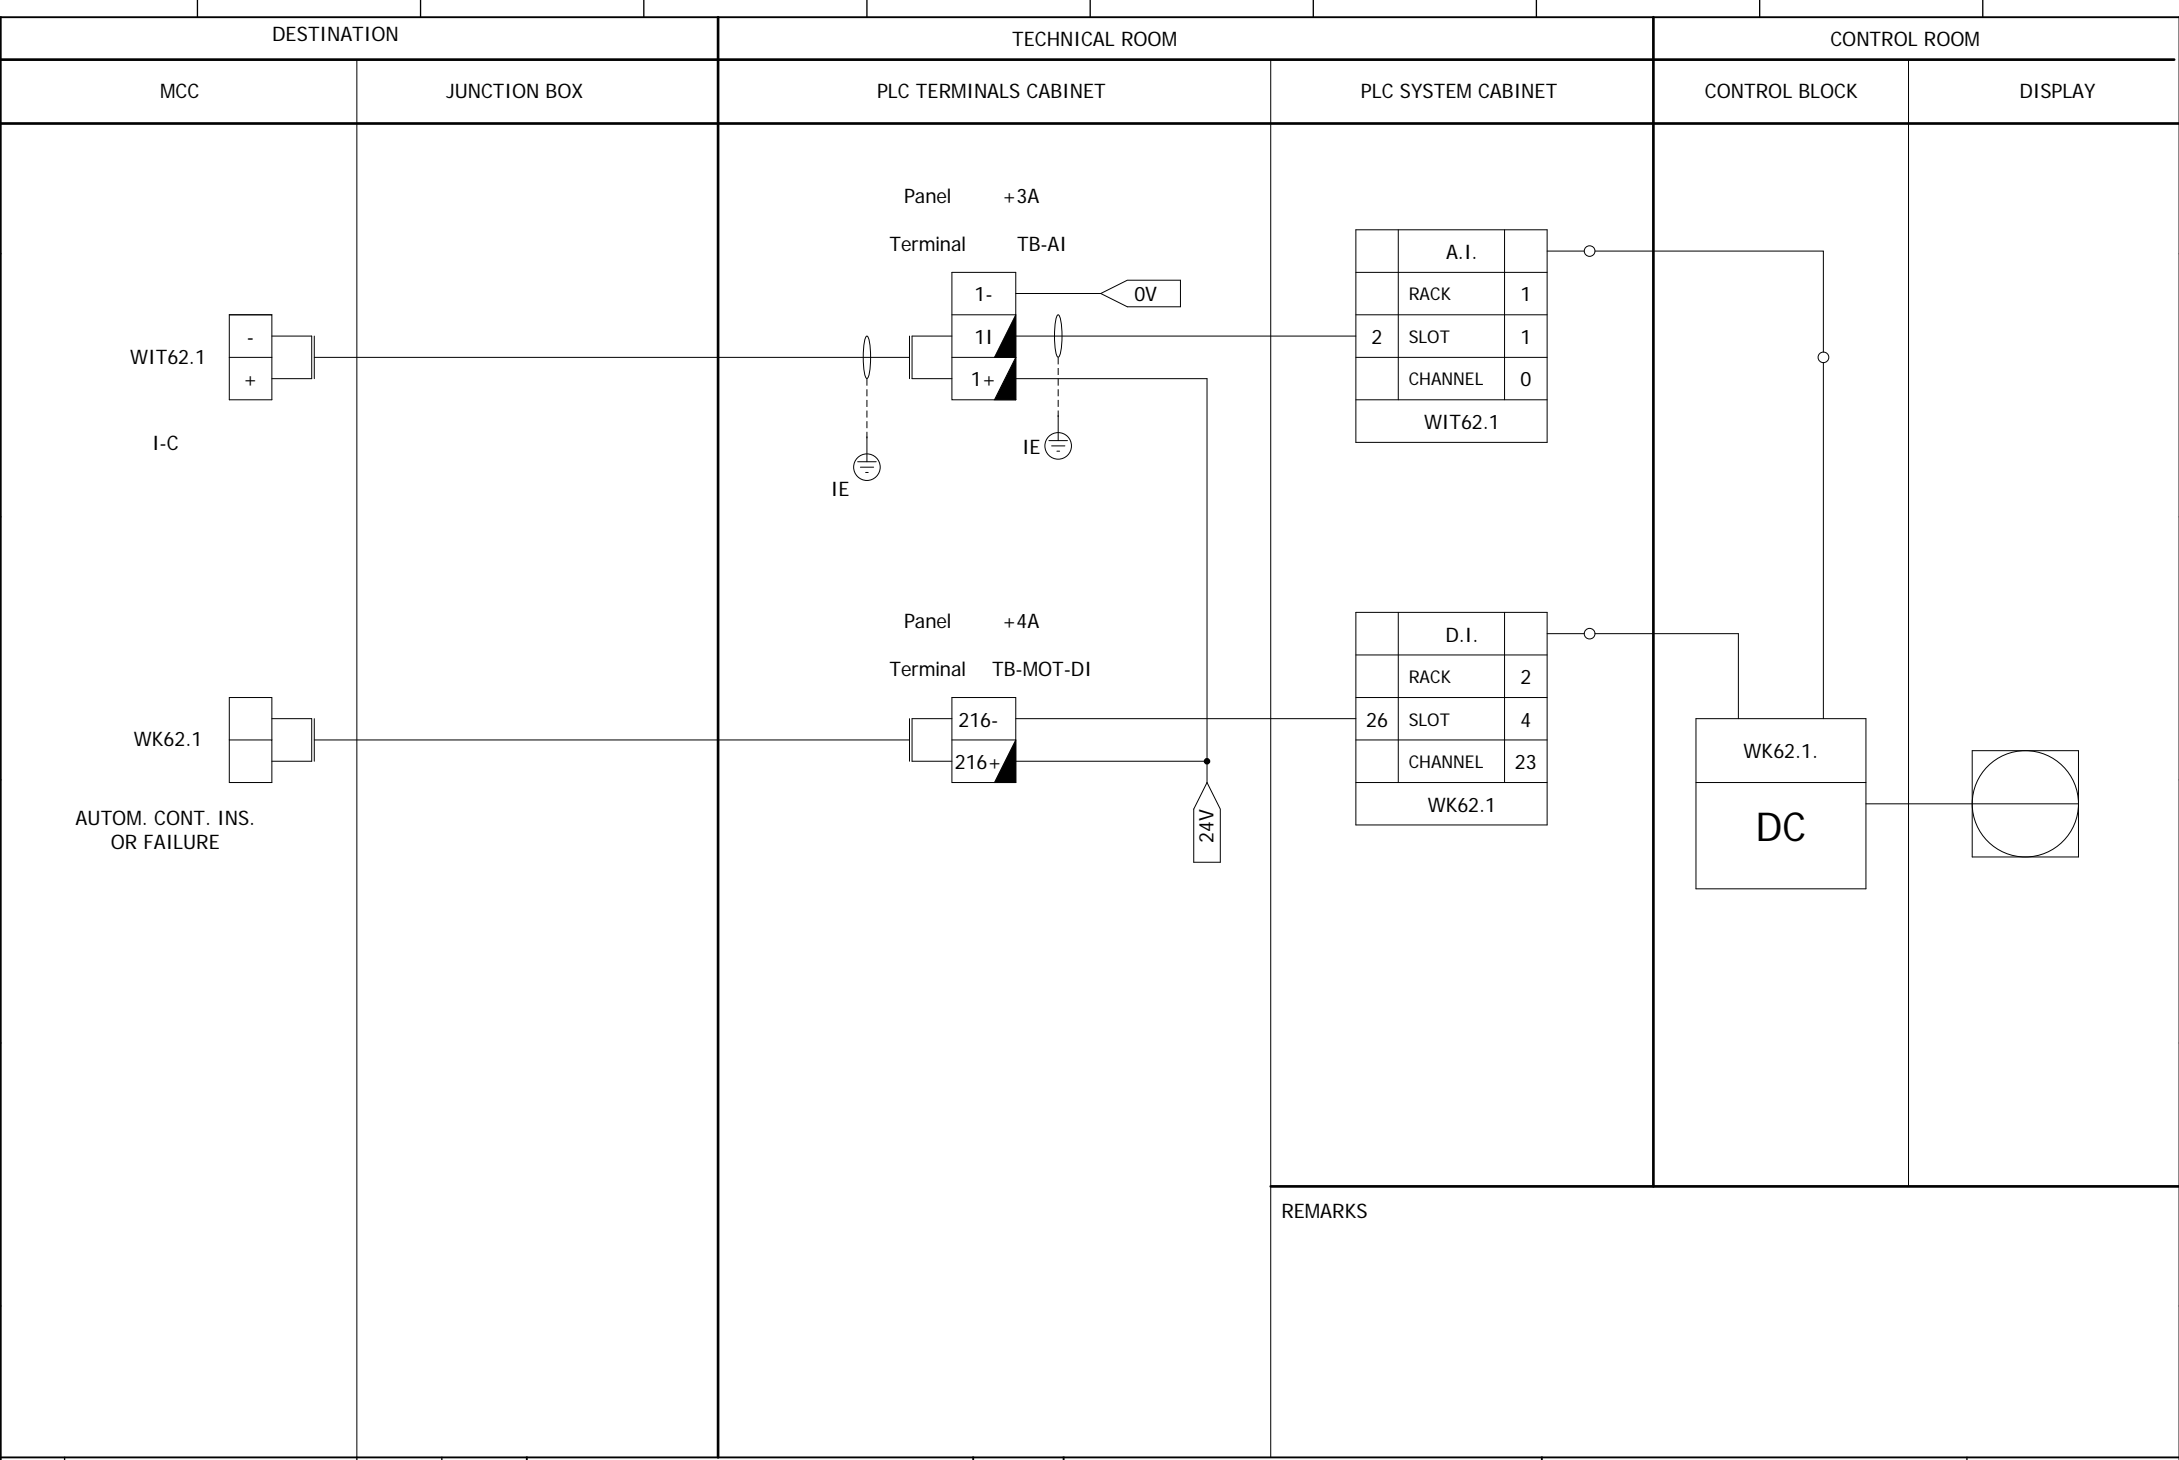 DESTINATION
TECHNICAL ROOM
CONTROL ROOM
MCC
JUNCTION BOX
PLC TERMINALS CABINET
PLC SYSTEM CABINET
CONTROL BLOCK
DISPLAY
Panel +3A
Terminal TB-AI
1-
0V
1I
1+
IE
IE
WIT62.1
-
+
I-C
A.I.
RACK 1
2 SLOT 1
CHANNEL 0
WIT62.1
Panel +4A
Terminal TB-MOT-DI
216-
216+
24V
WK62.1
AUTOM. CONT. INS.
OR FAILURE
D.I.
RACK 2
26 SLOT 4
CHANNEL 23
WK62.1
WK62.1.
DC
REMARKS